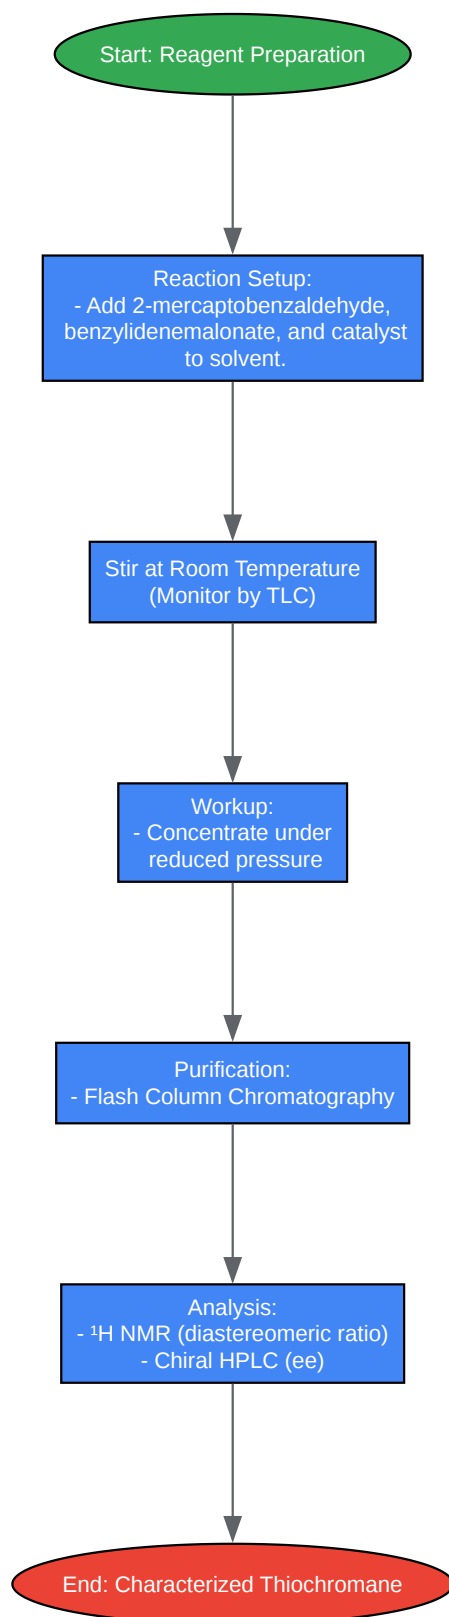 Start: Reagent Preparation
Reaction Setup:
- Add 2-mercaptobenzaldehyde,
benzylidenemalonate, and catalyst
to solvent.
Stir at Room Temperature
(Monitor by TLC)
Workup:
- Concentrate under
reduced pressure
Purification:
- Flash Column Chromatography
Analysis:
- ¹H NMR (diastereomeric ratio)
- Chiral HPLC (ee)
End: Characterized Thiochromane